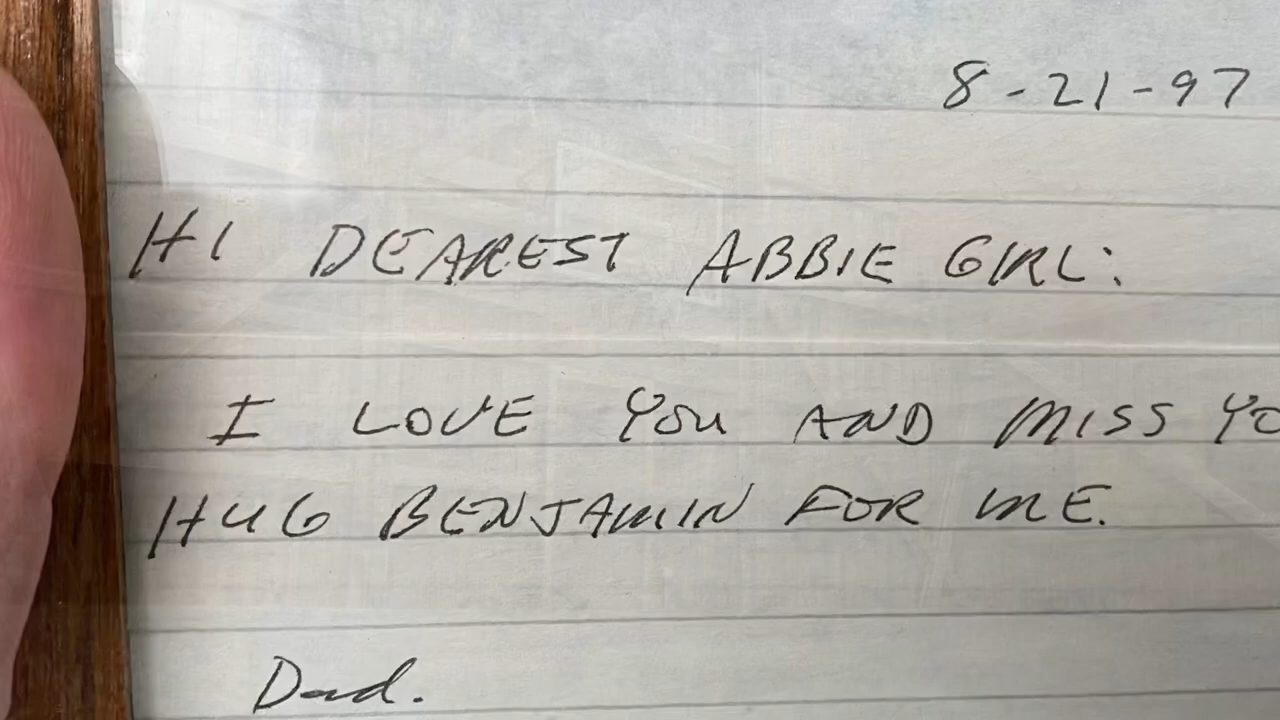 8-21-97
HI DEAREST ABBIE GIRL:
I LOVE YOU AND MISS YO
HUG BENJAMIN FOR ME.
Dad.